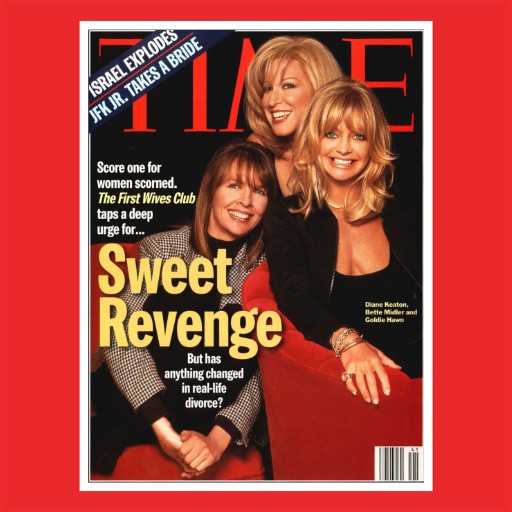 ISRAEL EXPLODES
JFK JR. TAKES A BRIDE
TIME
Score one for
women scorned.
The First Wives Club
taps a deep
urge for...
Sweet
Revenge
But has
anything changed
in real-life
divorce?
Diane Keaton,
Bette Midler and
Goldie Hawn
41